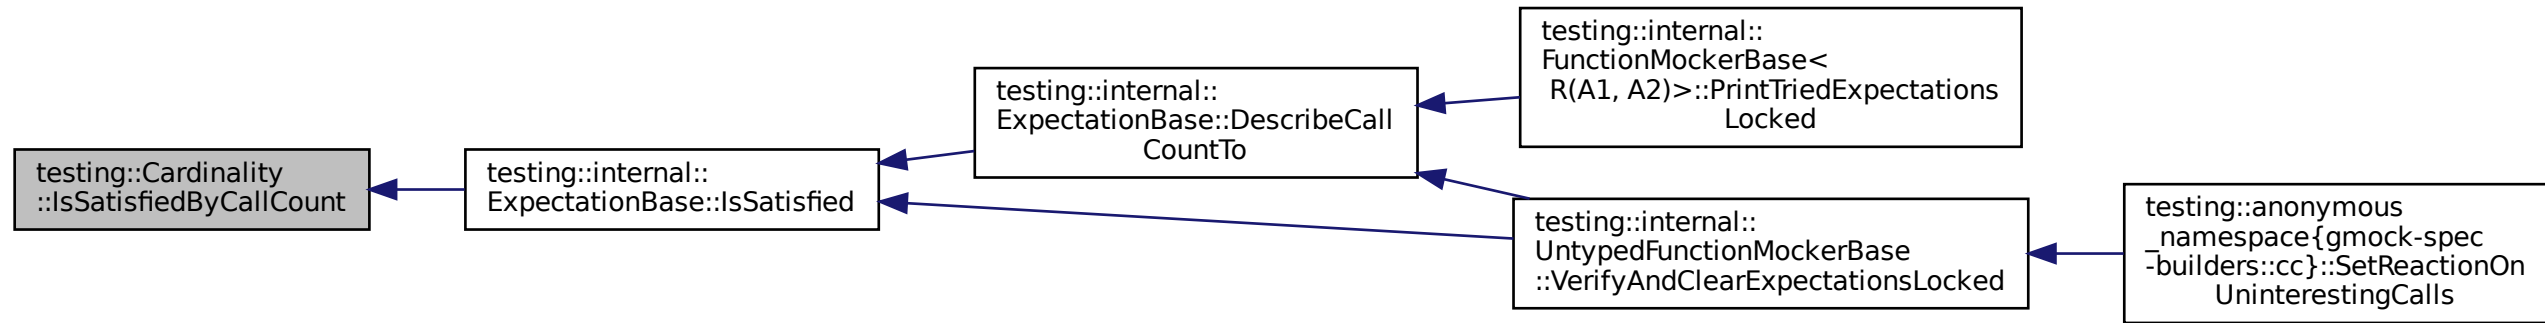 testing::Cardinality
::IsSatisfiedByCallCount
testing::internal::
ExpectationBase::IsSatisfied
testing::internal::
ExpectationBase::DescribeCall
CountTo
testing::internal::
FunctionMockerBase<
R(A1, A2)>::PrintTriedExpectations
Locked
testing::internal::
UntypedFunctionMockerBase
::VerifyAndClearExpectationsLocked
testing::anonymous
_namespace{gmock-spec
-builders::cc}::SetReactionOn
UninterestingCalls